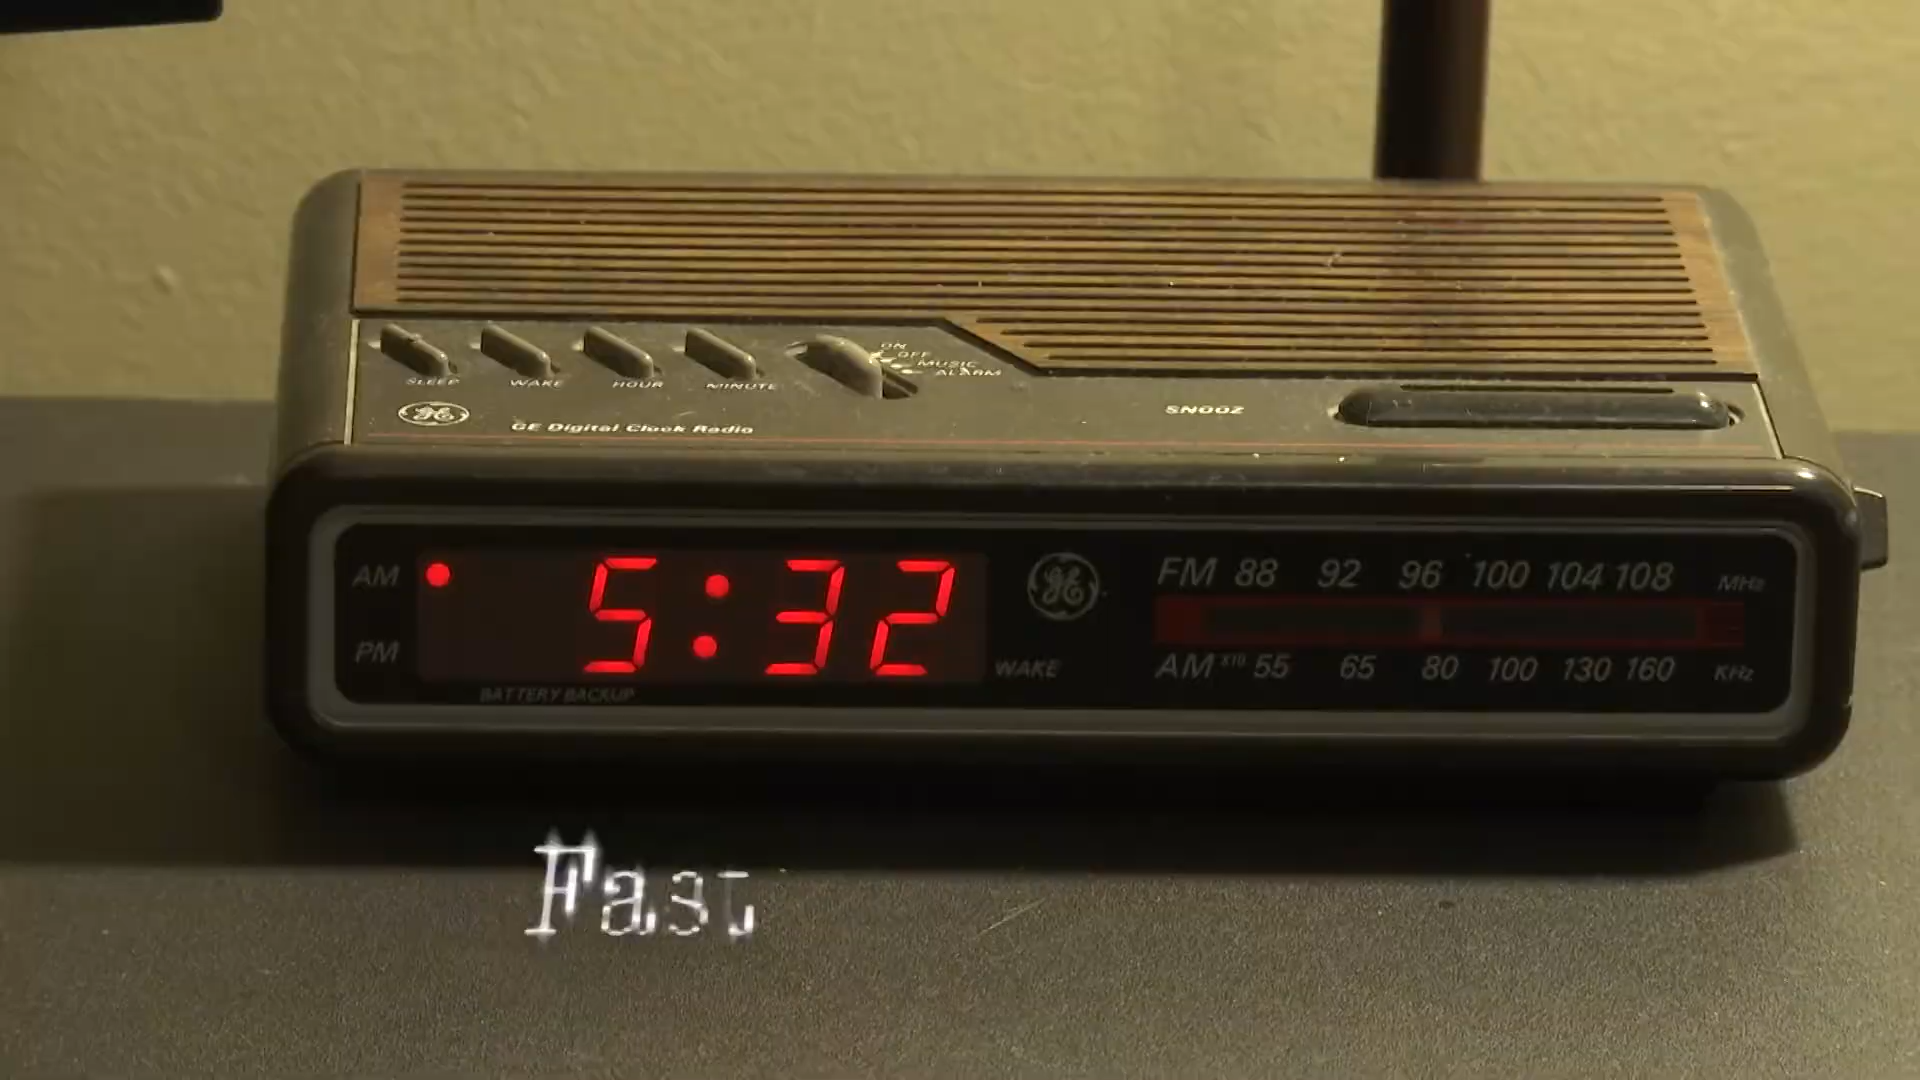 ON
OFF
MUSIC
ALARM
SLEEP WAKE HOUR MINUTE
GE
GE Digital Clock Radio
SNOOZ
AM
5:32
GE
FM 88 92 96 100 104 108 MHz
PM
WAKE
AM X10 55 65 80 100 130 160 KHz
BATTERY BACKUP
Fast